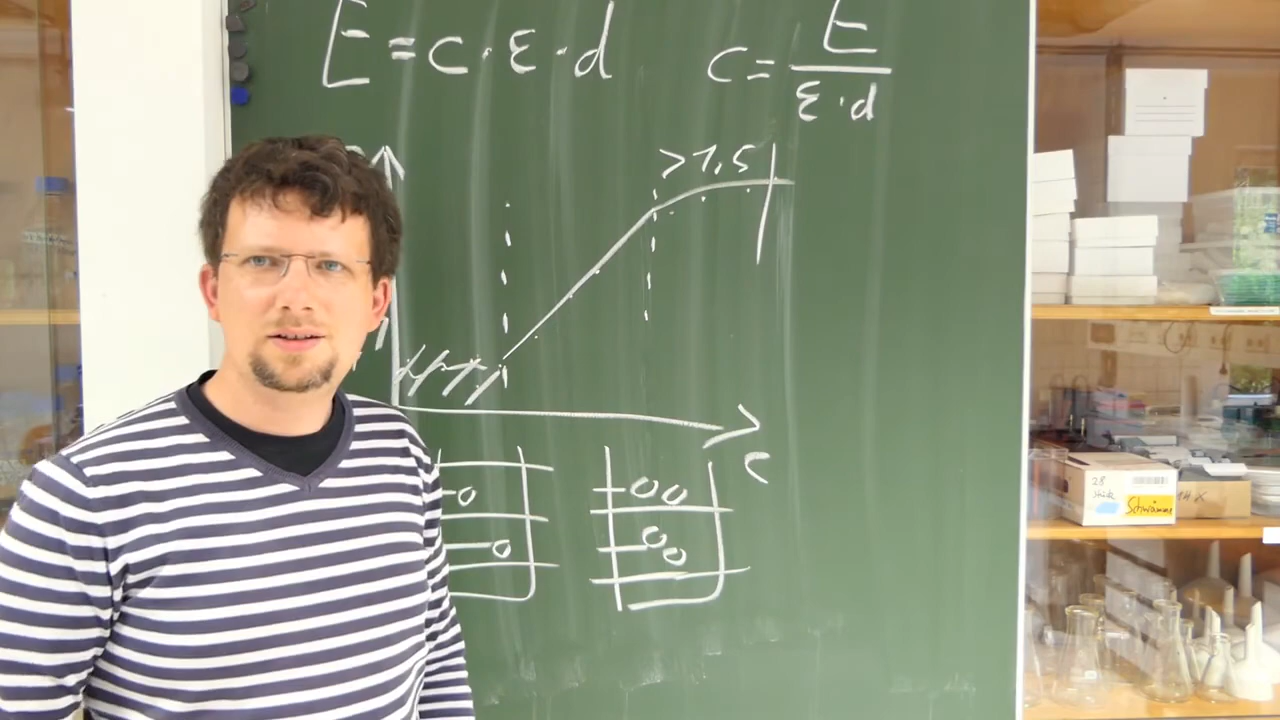 E = c · ε · d
c = E / ε · d
>1,5
c
28
Stück
Schwämme